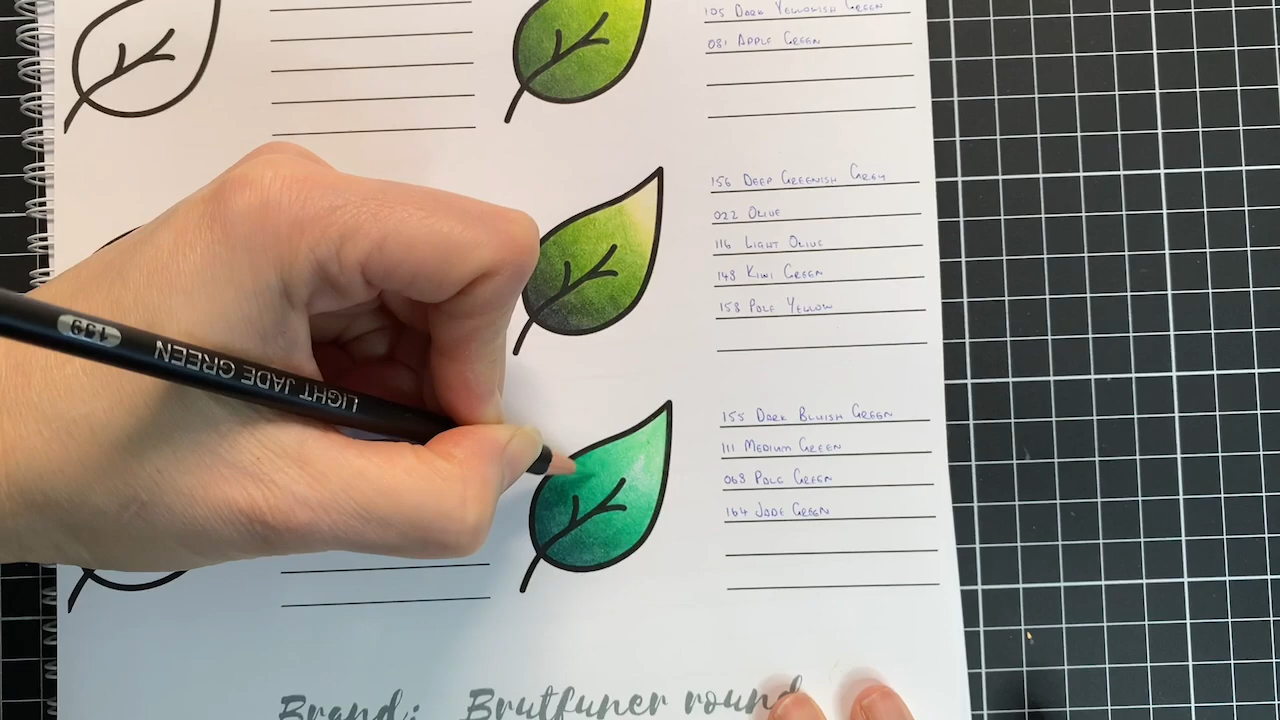 105 Dark Yellowish Green
081 Apple Green
156 Deep Greenish Grey
022 Olive
116 Light Olive
148 Kiwi Green
158 Pale Yellow
159 LIGHT JADE GREEN
155 Dark Bluish Green
111 Medium Green
068 Pale Green
164 Jade Green
Brand: Brutfuner round